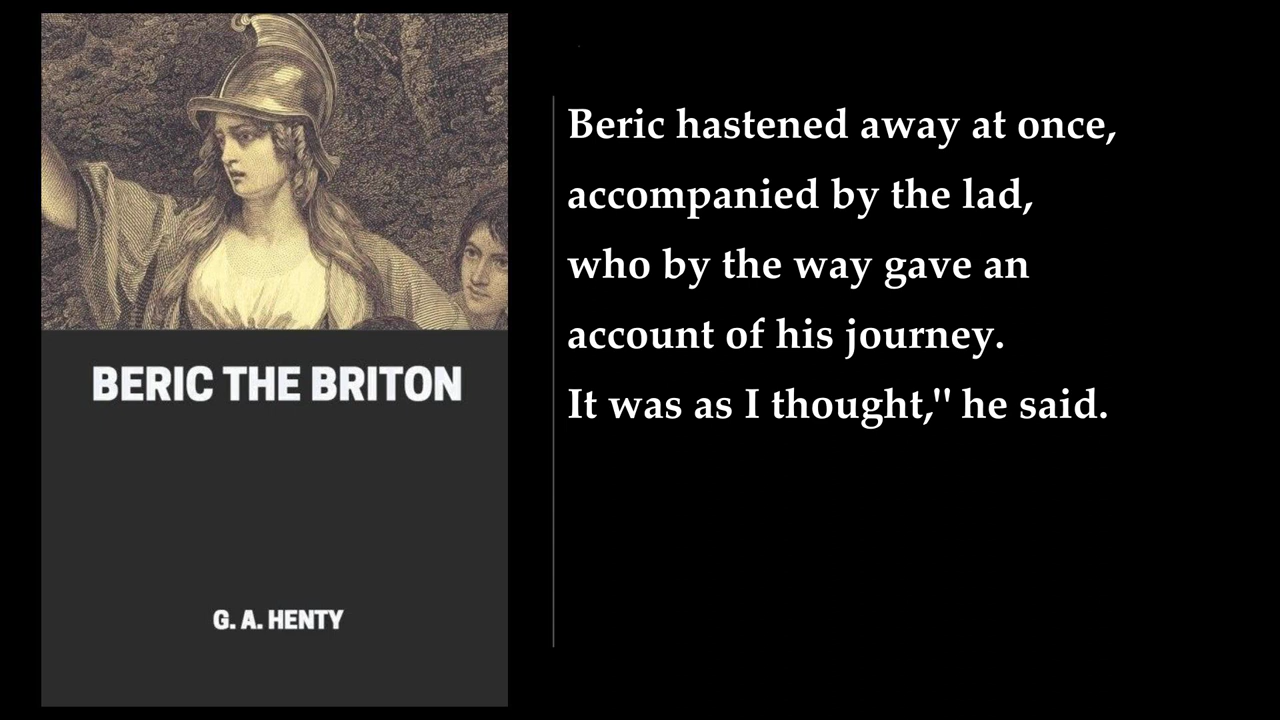 BERIC THE BRITON
G. A. HENTY
Beric hastened away at once,
accompanied by the lad,
who by the way gave an
account of his journey.
It was as I thought," he said.